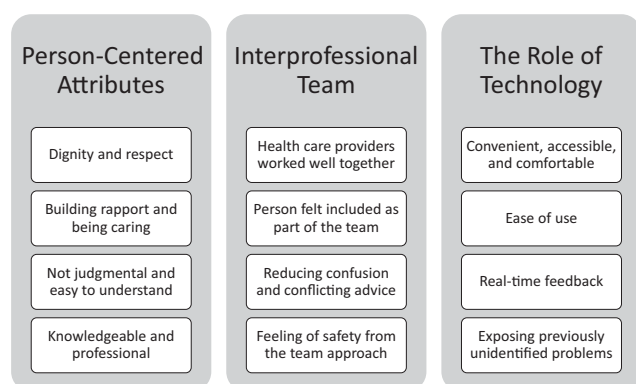 Person-Centered
Attributes
Dignity and respect
Building rapport and
being caring
Not judgmental and
easy to understand
Knowledgeable and
professional
Interprofessional
Team
Health care providers
worked well together
Person felt included as
part of the team
Reducing confusion
and conflicting advice
Feeling of safety from
the team approach
The Role of
Technology
Convenient, accessible,
and comfortable
Ease of use
Real-time feedback
Exposing previously
unidentified problems